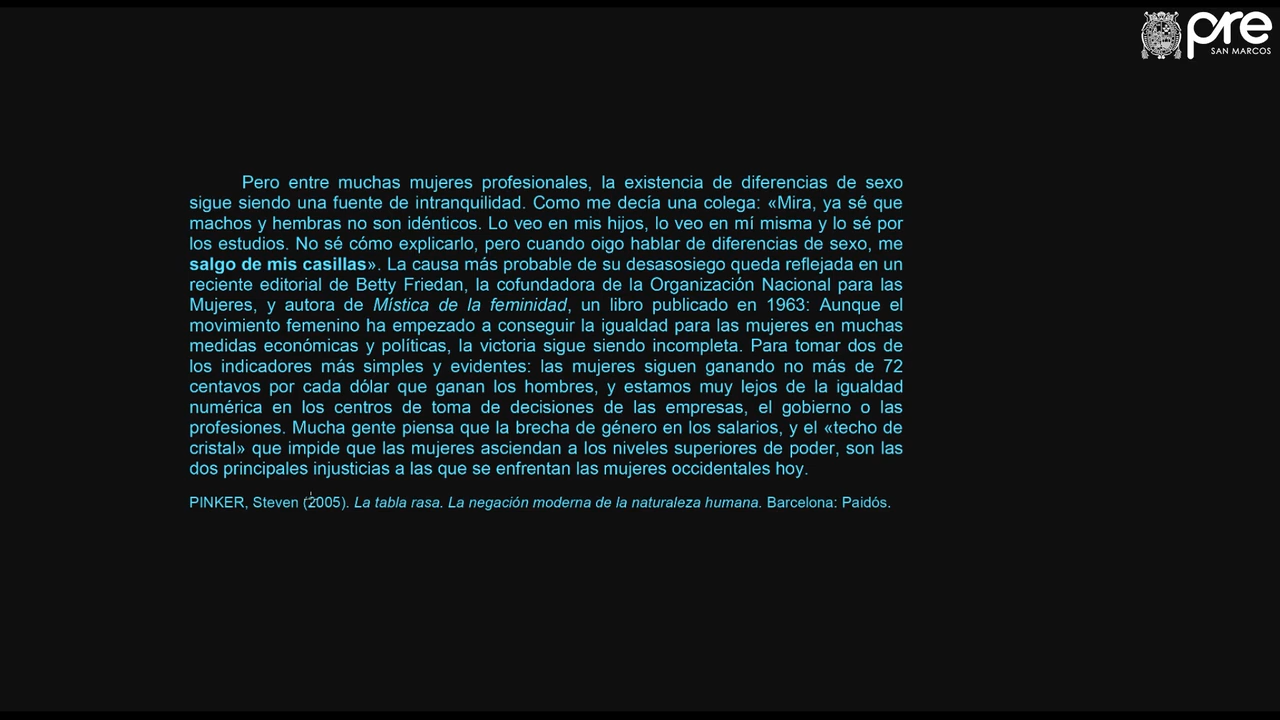 pre
SAN MARCOS
Pero entre muchas mujeres profesionales, la existencia de diferencias de sexo
sigue siendo una fuente de intranquilidad. Como me decía una colega: «Mira, ya sé que
machos y hembras no son idénticos. Lo veo en mis hijos, lo veo en mí misma y lo sé por
los estudios. No sé cómo explicarlo, pero cuando oigo hablar de diferencias de sexo, me
salgo de mis casillas». La causa más probable de su desasosiego queda reflejada en un
reciente editorial de Betty Friedan, la cofundadora de la Organización Nacional para las
Mujeres, y autora de Mística de la feminidad, un libro publicado en 1963: Aunque el
movimiento femenino ha empezado a conseguir la igualdad para las mujeres en muchas
medidas económicas y políticas, la victoria sigue siendo incompleta. Para tomar dos de
los indicadores más simples y evidentes: las mujeres siguen ganando no más de 72
centavos por cada dólar que ganan los hombres, y estamos muy lejos de la igualdad
numérica en los centros de toma de decisiones de las empresas, el gobierno o las
profesiones. Mucha gente piensa que la brecha de género en los salarios, y el «techo de
cristal» que impide que las mujeres asciendan a los niveles superiores de poder, son las
dos principales injusticias a las que se enfrentan las mujeres occidentales hoy.
PINKER, Steven (2005). La tabla rasa. La negación moderna de la naturaleza humana. Barcelona: Paidós.